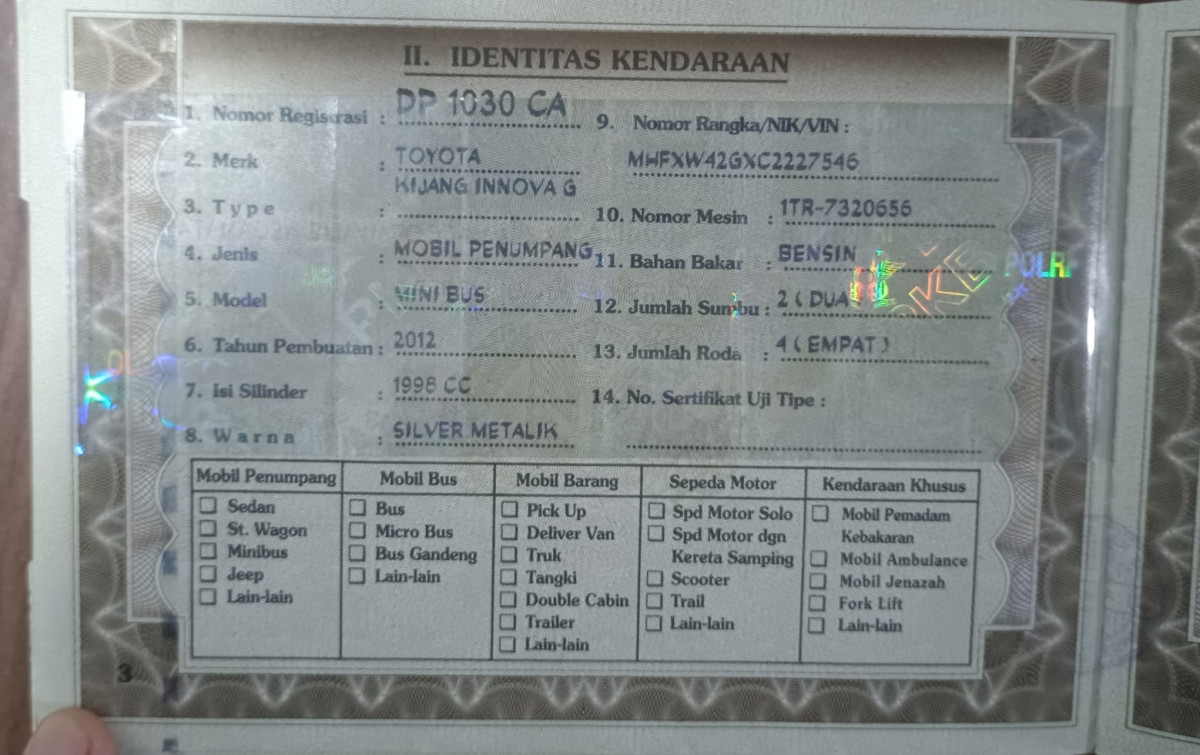 II. IDENTITAS KENDARAAN
1. Nomor Registrasi : DP 1030 CA
2. Merk : TOYOTA
KIJANG INNOVA G
3. Type :
4. Jenis : MOBIL PENUMPANG
5. Model : MINI BUS
6. Tahun Pembuatan : 2012
7. Isi Silinder : 1998 CC
8. Warna : SILVER METALIK
9. Nomor Rangka/NIK/VIN :
MHFXW42GXC2227546
10. Nomor Mesin : 1TR-7320656
11. Bahan Bakar : BENSIN
12. Jumlah Sumbu : 2 ( DUA
13. Jumlah Roda : 4 ( EMPAT )
14. No. Sertifikat Uji Tipe :
POLRI
Mobil Penumpang
Sedan
St. Wagon
Minibus
Jeep
Lain-lain
Mobil Bus
Bus
Micro Bus
Bus Gandeng
Lain-lain
Mobil Barang
Pick Up
Deliver Van
Truk
Tangki
Double Cabin
Trailer
Lain-lain
Sepeda Motor
Spd Motor Solo
Spd Motor dgn
Kereta Samping
Scooter
Trail
Lain-lain
Kendaraan Khusus
Mobil Pemadam
Kebakaran
Mobil Ambulance
Mobil Jenazah
Fork Lift
Lain-lain
3